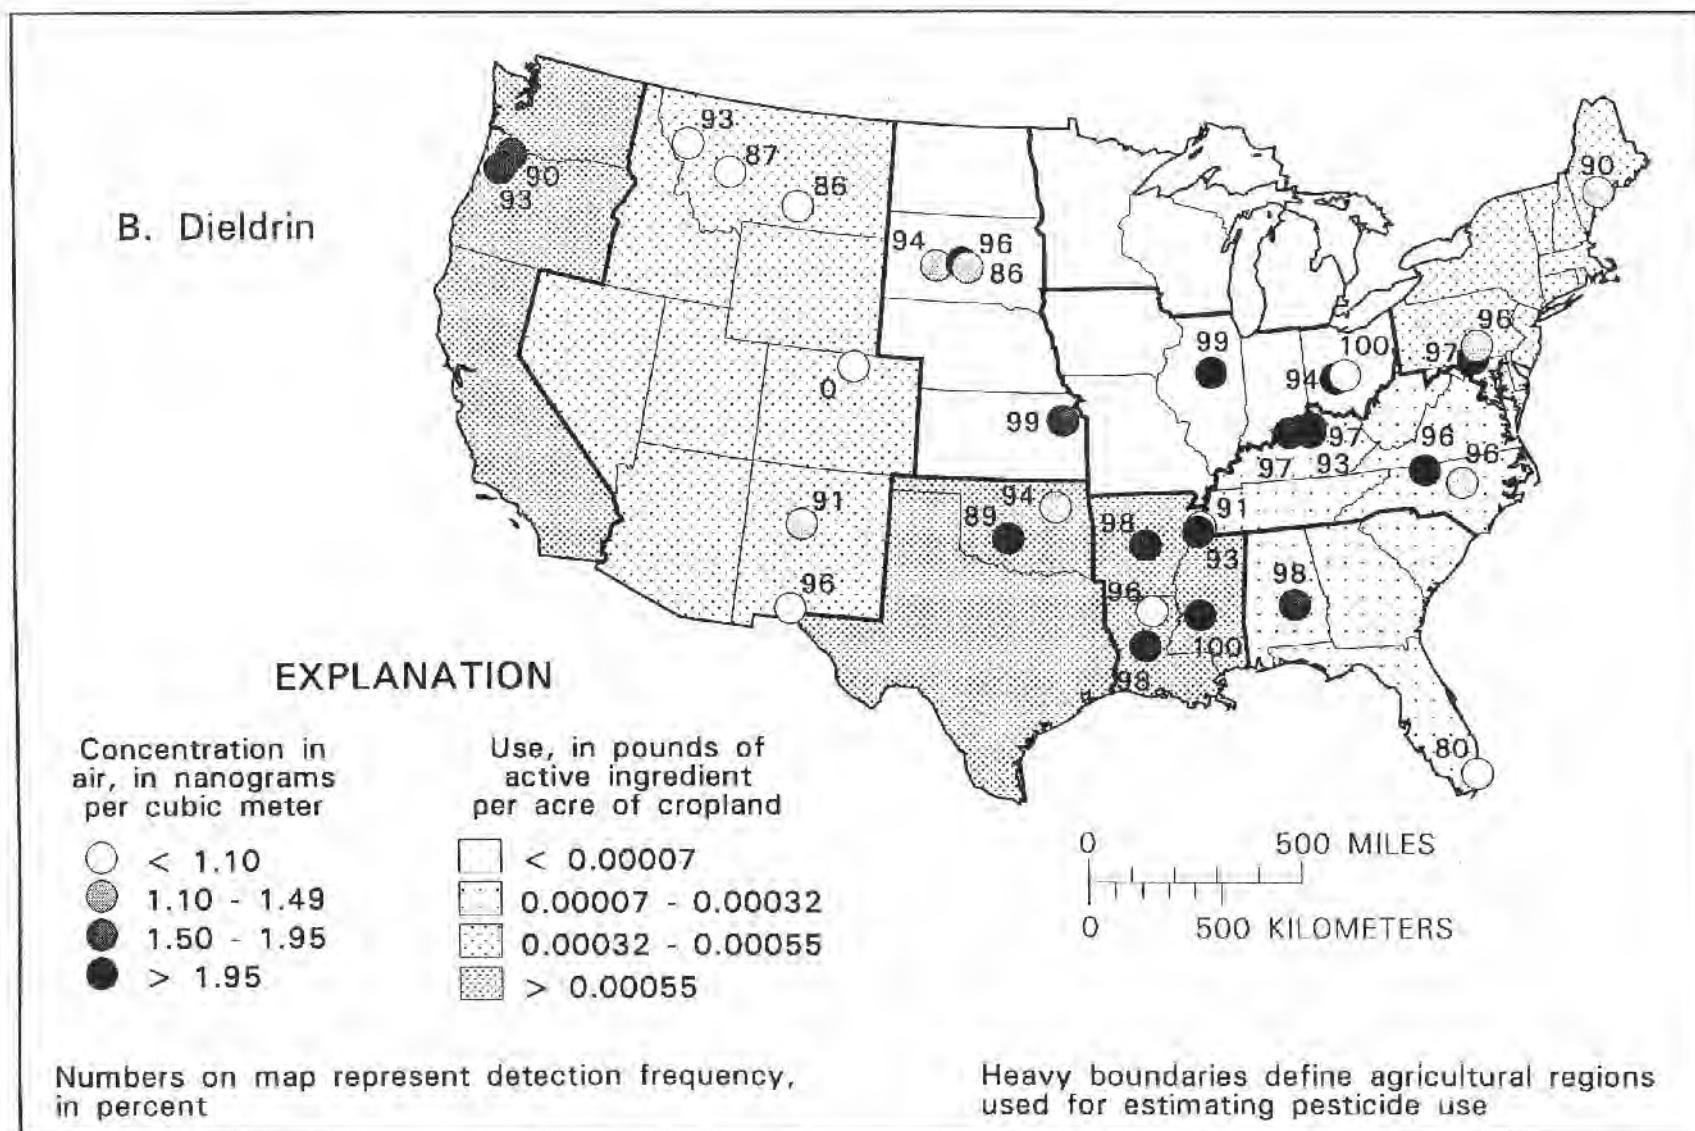 93
87
86
90
93
B. Dieldrin
94
96
86
90
96
97
99
100
94
0
99
97
93
97
96
96
91
94
89
98
91
93
96
96
98
100
98
80
EXPLANATION
Concentration in
air, in nanograms
per cubic meter
< 1.10
1.10 - 1.49
1.50 - 1.95
> 1.95
Use, in pounds of
active ingredient
per acre of cropland
< 0.00007
0.00007 - 0.00032
0.00032 - 0.00055
> 0.00055
0 500 MILES
0 500 KILOMETERS
Numbers on map represent detection frequency,
in percent
Heavy boundaries define agricultural regions
used for estimating pesticide use